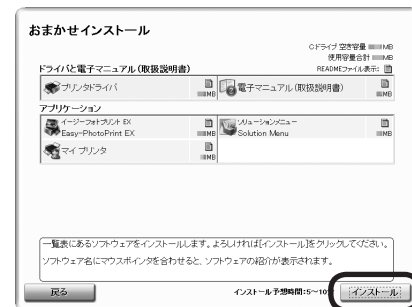 おまかせインストール
Cドライブ 空き容量 MB
使用容量合計 MB
ドライバと電子マニュアル(取扱説明書)
READMEファイル表示:
プリンタドライバ
MB
電子マニュアル(取扱説明書)
MB
アプリケーション
イージーフォトプリント EX
Easy-PhotoPrint EX
MB
ソリューションメニュー
Solution Menu
MB
マイ プリンタ
MB
一覧表にあるソフトウェアをインストールします。よろしければ[インストール]をクリックしてください。
ソフトウェア名にマウスポインタを合わせると、ソフトウェアの紹介が表示されます。
戻る
インストール予想時間:5~10
インストール